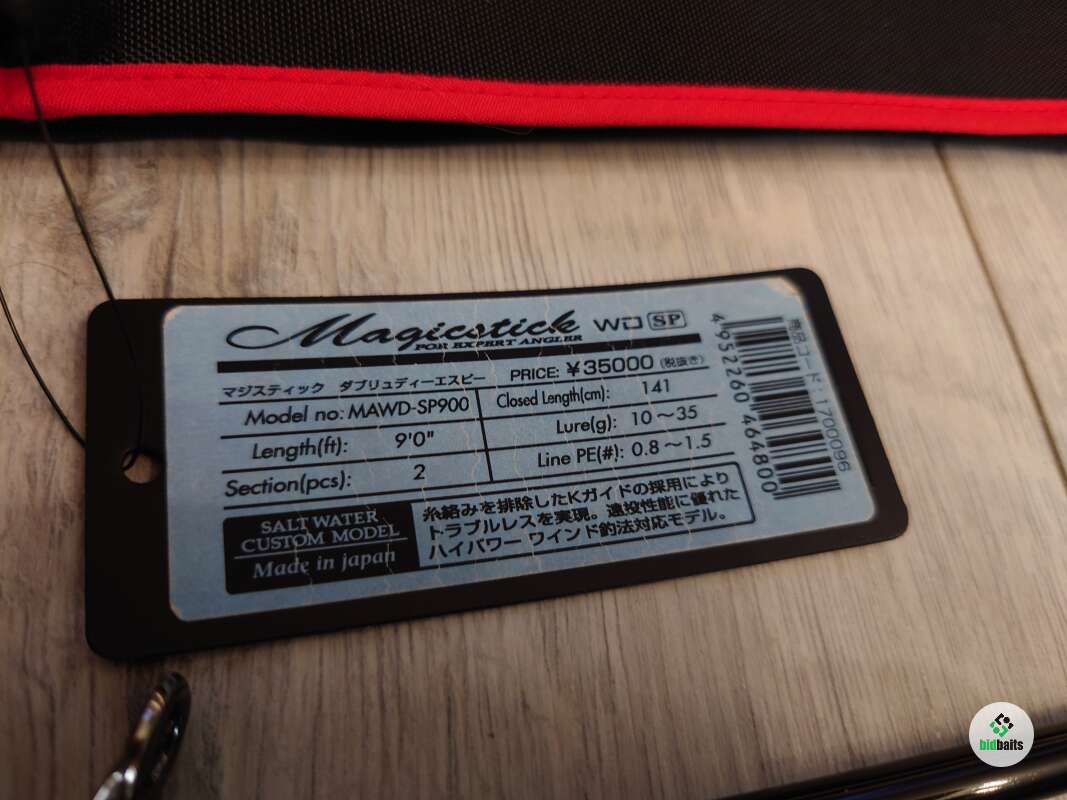 Magicstick WD SP
FOR EXPERT ANGLER
マジスティック ダブリュディーエスピー PRICE: ¥35000 (税抜き)
Model no: MAWD-SP900
Length(ft): 9'0"
Section(pcs): 2
Closed Length(cm): 141
Lure(g): 10〜35
Line PE(#): 0.8〜1.5
SALT WATER
CUSTOM MODEL
Made in japan
糸絡みを排除したKガイドの採用により
トラブルレスを実現。遠投性能に優れた
ハイパワー ワインド釣法対応モデル。
4 952260 464800
商品コード：1700096
bidbaits